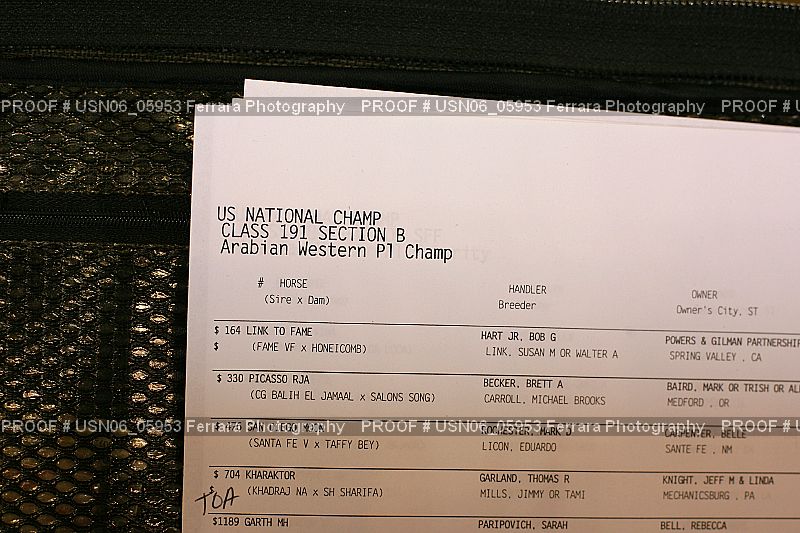 PROOF # USN06_05953 Ferrara Photography PROOF # USN06_05953 Ferrara Photography PROOF # USN06
US NATIONAL CHAMP
CLASS 191 SECTION B
Arabian Western Pl Champ
# HORSE HANDLER OWNER
(Sire x Dam) Breeder Owner's City, ST
$ 164 LINK TO FAME HART JR, BOB G POWERS & GILMAN PARTNERSHIP
$ (FAME VF x HONEICOMB) LINK, SUSAN M OR WALTER A SPRING VALLEY , CA
$ 330 PICASSO RJA BECKER, BRETT A BAIRD, MARK OR TRISH OR
(CG BALIH EL JAMAAL x SALONS SONG) CARROLL, MICHAEL BROOKS MEDFORD , OR
PROOF # USN06_05953 Ferrara Photography PROOF # USN06_05953 Ferrara Photography PROOF # USN06
CARPENTER, BELLE
(SANTA FE V x TAFFY BEY) LICON, EDUARDO SANTE FE , NM
$ 704 KHARAKTOR GARLAND, THOMAS R KNIGHT, JEFF M & LINDA
(KHADRAJ NA x SH SHARIFA) MILLS, JIMMY OR TAMI MECHANICSBURG , PA
TOA
$1189 GARTH MH PARIPOVICH, SARAH BELL, REBECCA